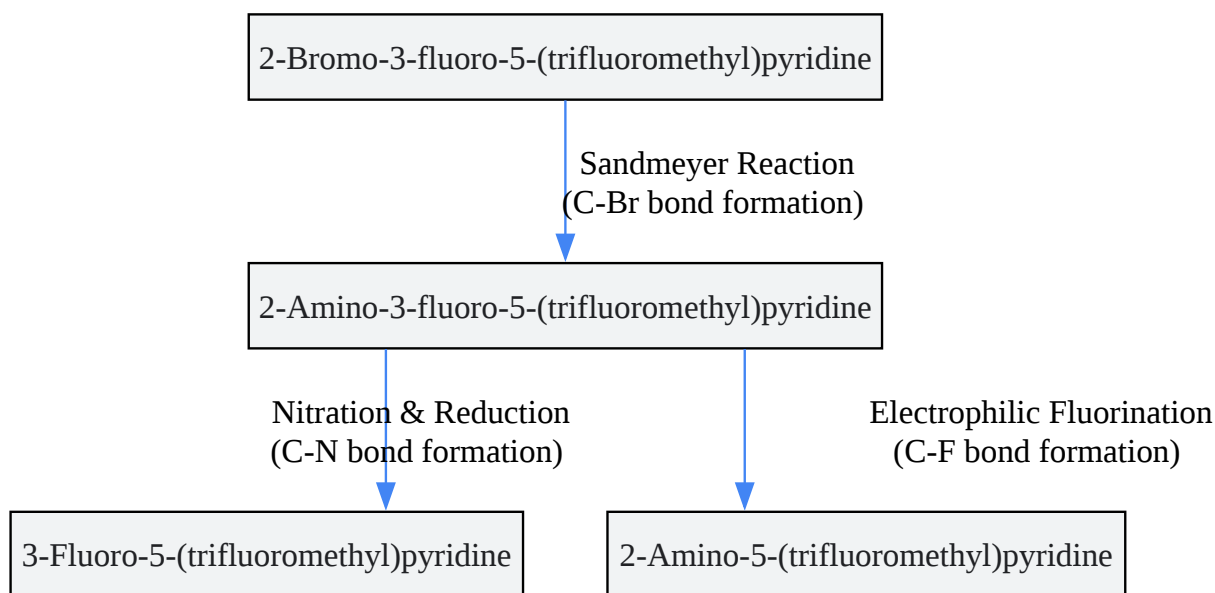 2-Bromo-3-fluoro-5-(trifluoromethyl)pyridine
Sandmeyer Reaction
(C-Br bond formation)
2-Amino-3-fluoro-5-(trifluoromethyl)pyridine
Nitration & Reduction
(C-N bond formation)
Electrophilic Fluorination
(C-F bond formation)
3-Fluoro-5-(trifluoromethyl)pyridine
2-Amino-5-(trifluoromethyl)pyridine